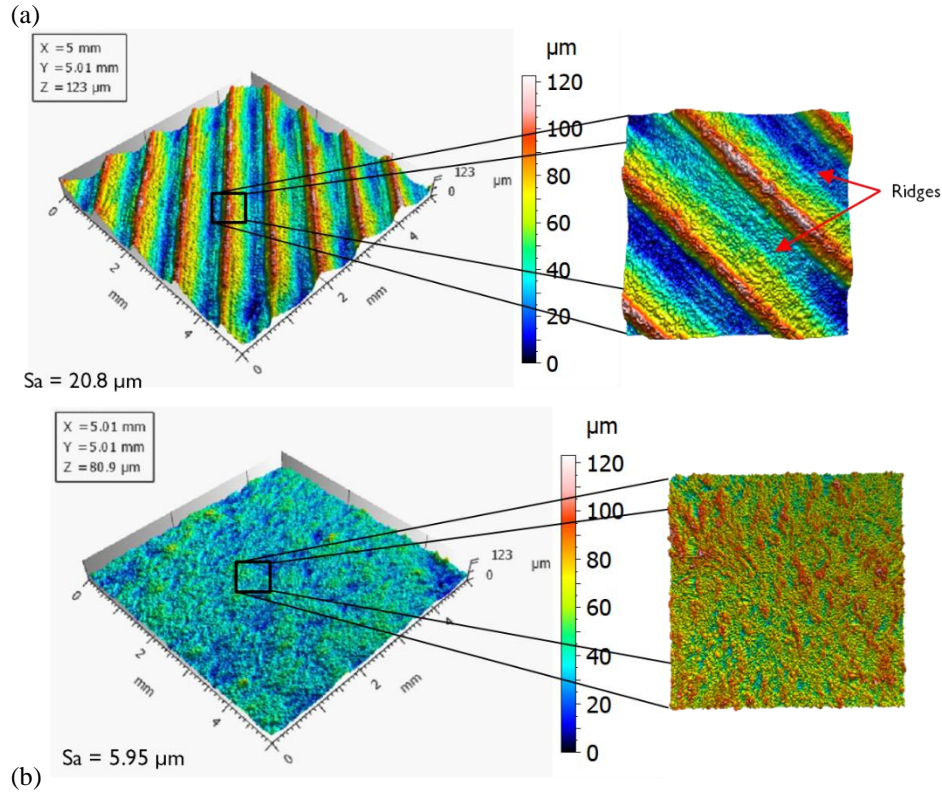 (a)
X = 5 mm
Y = 5.01 mm
Z = 123 µm
µm
120
100
80
60
40
20
0
123
0
µm
0
2
4
mm
0
2
4
mm
Ridges
Sa = 20.8 µm
X = 5.01 mm
Y = 5.01 mm
Z = 80.9 µm
µm
120
100
80
60
40
20
0
123
0
µm
0
2
4
mm
0
2
4
mm
Sa = 5.95 µm
(b)